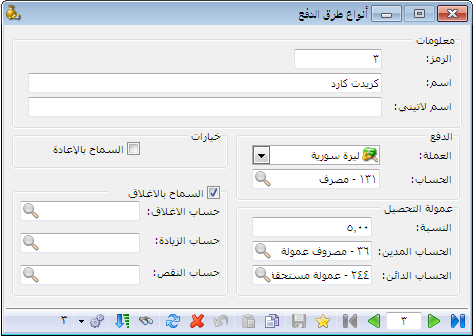 أنواع طرق الدفع
معلومات
الرمز: ٣
اسم: كريدت كارد
اسم لاتيني:
الدفع
العملة: ليرة سورية
الحساب: ١٣١ - مصرف
خيارات
السماح بالإعادة
السماح بالاغلاق
حساب الاغلاق:
حساب الزيادة:
حساب النقص:
عمولة التحصيل
النسبة: ٥,٠٠
الحساب المدين: ٣٦ - مصروف عمولة
الحساب الدائن: ٢٤٤ - عمولة مستحقة
٣
٣